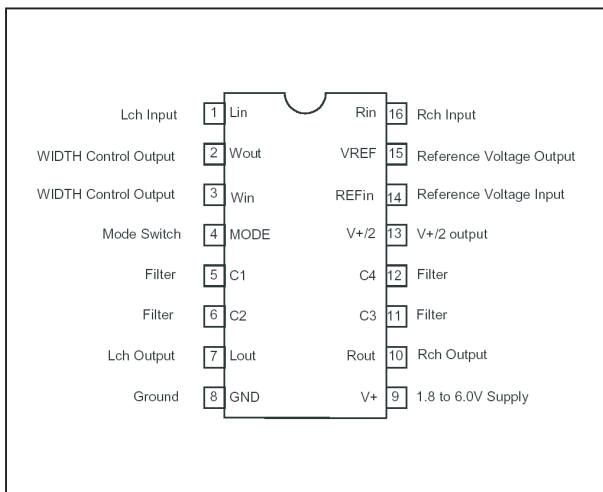 Lch Input 1 Lin Rin 16 Rch Input
WIDTH Control Output 2 Wout VREF 15 Reference Voltage Output
WIDTH Control Output 3 Win REFin 14 Reference Voltage Input
Mode Switch 4 MODE V+/2 13 V+/2 output
Filter 5 C1 C4 12 Filter
Filter 6 C2 C3 11 Filter
Lch Output 7 Lout Rout 10 Rch Output
Ground 8 GND V+ 9 1.8 to 6.0V Supply